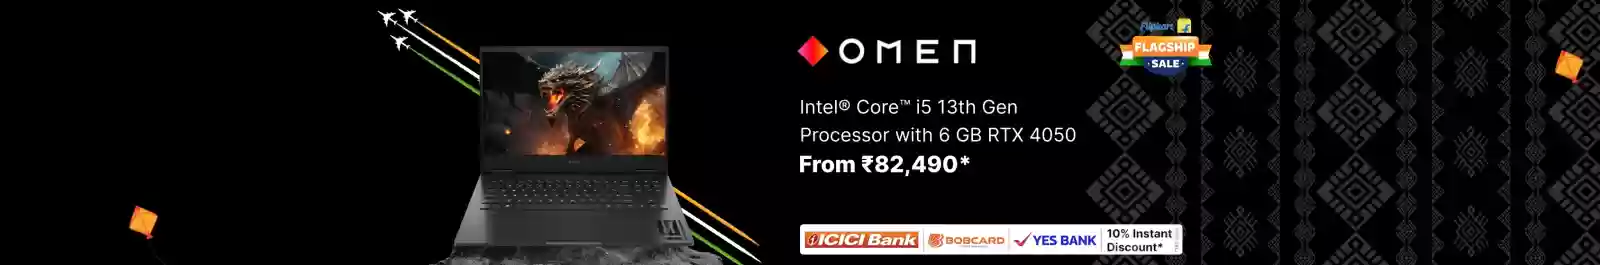 OMEN
Flipkart
FLAGSHIP
SALE
Intel® Core™ i5 13th Gen
Processor with 6 GB RTX 4050
From ₹82,490*
ICICI Bank
BOBCARD
YES BANK
10% Instant
Discount*